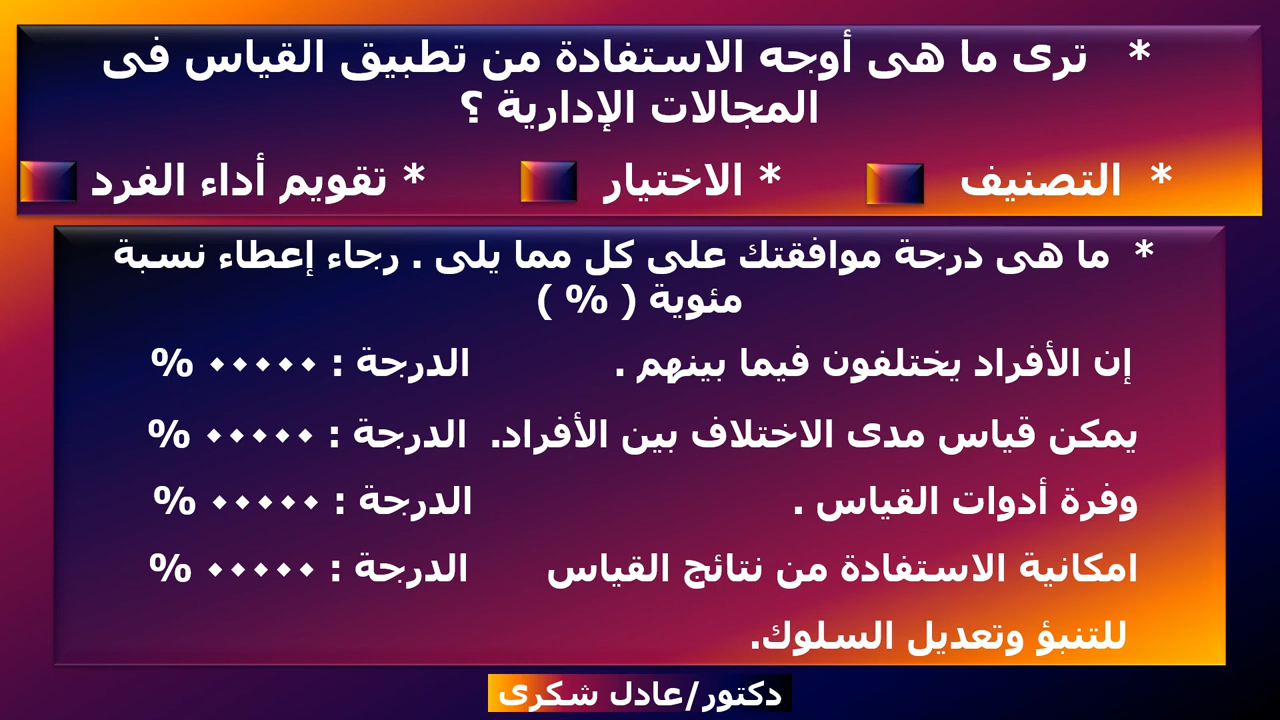 * ترى ما هى أوجه الاستفادة من تطبيق القياس فى
المجالات الإدارية ؟
* التصنيف * الاختيار * تقويم أداء الفرد
* ما هى درجة موافقتك على كل مما يلى . رجاء إعطاء نسبة
مئوية ( % )
إن الأفراد يختلفون فيما بينهم . الدرجة : ٠٠٠٠٠ %
يمكن قياس مدى الاختلاف بين الأفراد. الدرجة : ٠٠٠٠٠ %
وفرة أدوات القياس . الدرجة : ٠٠٠٠٠ %
امكانية الاستفادة من نتائج القياس الدرجة : ٠٠٠٠٠ %
للتنبؤ وتعديل السلوك.
دكتور/عادل شكرى